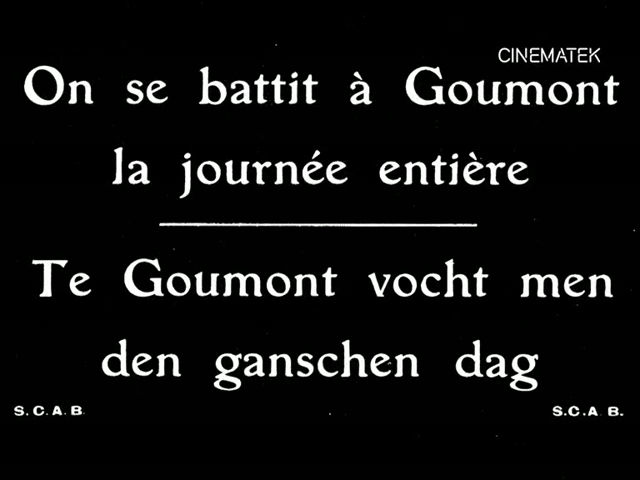 CINEMATEK
On se battit à Goumont
la journée entière
Te Goumont vocht men
den ganschen dag
S.C.A.B.
S.C.A.B.